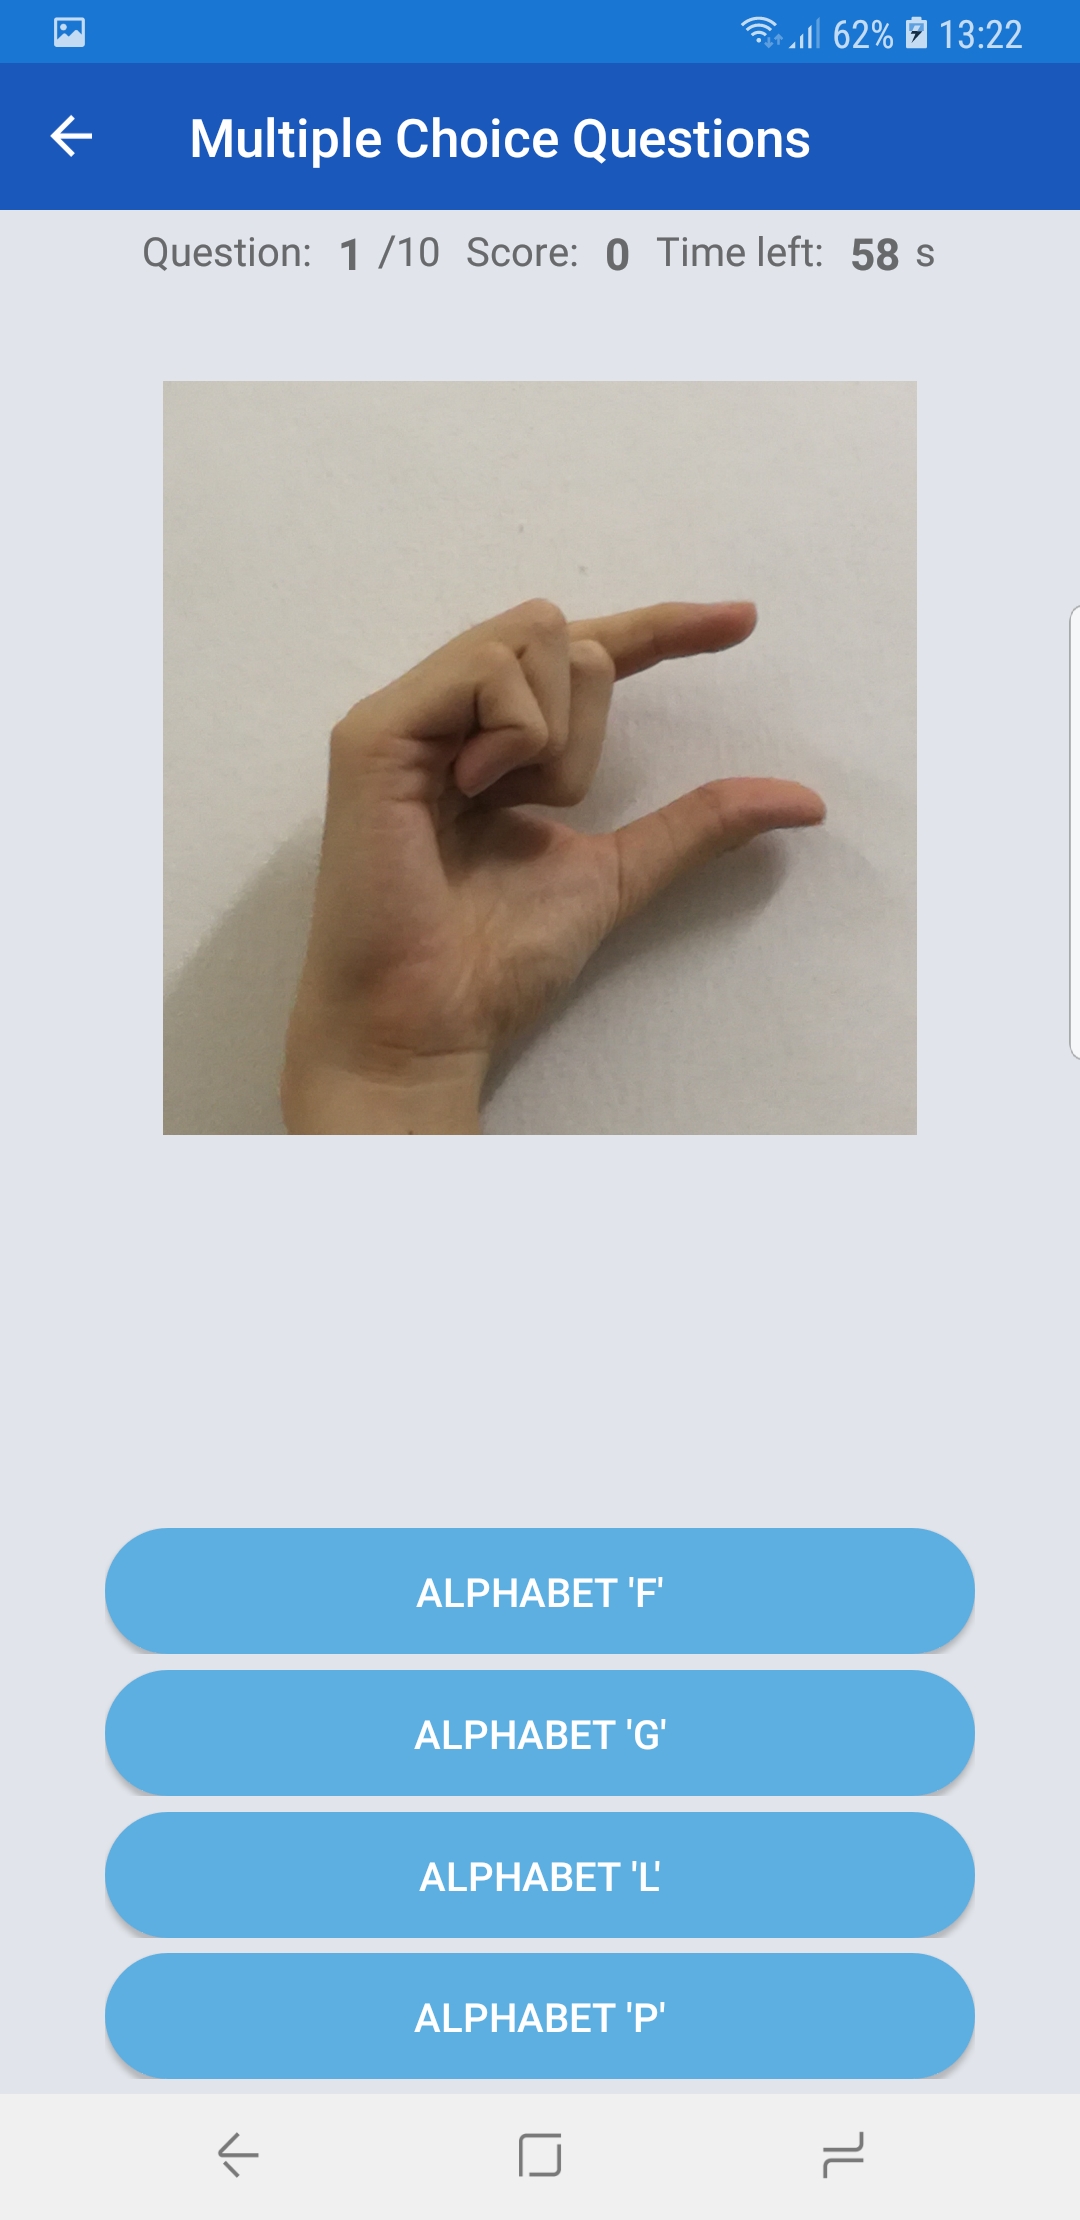 62% 13:22
Multiple Choice Questions
Question: 1 /10 Score: 0 Time left: 58 s
ALPHABET 'F'
ALPHABET 'G'
ALPHABET 'L'
ALPHABET 'P'